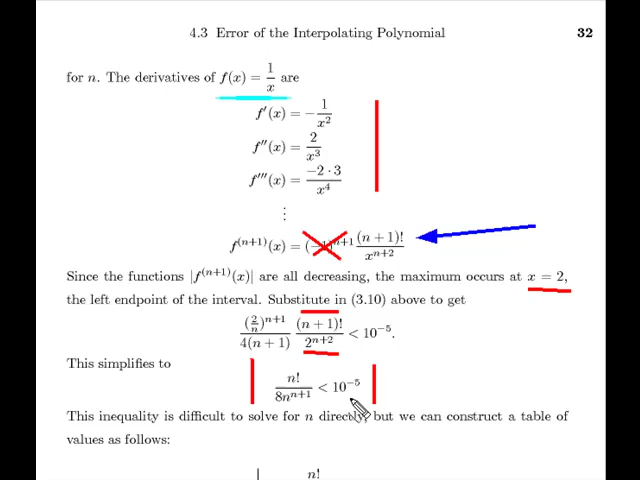 4.3 Error of the Interpolating Polynomial 32
for n. The derivatives of f(x) = 1/x are
f′(x) = −1/x²
f″(x) = 2/x³
f‴(x) = −2 · 3/x⁴
⋮
f⁽ⁿ⁺¹⁾(x) = (−1)ⁿ⁺¹ (n + 1)!/xⁿ⁺²
Since the functions |f⁽ⁿ⁺¹⁾(x)| are all decreasing, the maximum occurs at x = 2,
the left endpoint of the interval. Substitute in (3.10) above to get
(2/n)ⁿ⁺¹/4(n + 1) (n + 1)!/2ⁿ⁺² < 10⁻⁵.
This simplifies to
n!/8nⁿ⁺¹ < 10⁻⁵
This inequality is difficult to solve for n directly, but we can construct a table of
values as follows:
n!